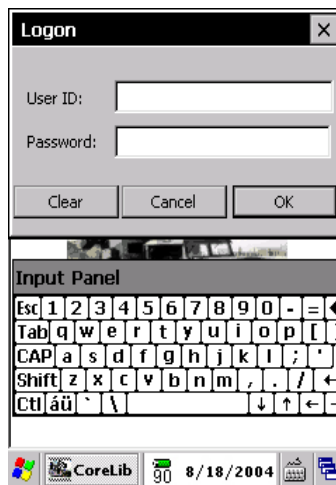 Logon
User ID:
Password:
Clear Cancel OK
Input Panel
Esc 1 2 3 4 5 6 7 8 9 0 - =
Tab q w e r t y u i o p [ ]
CAP a s d f g h j k l ; '
Shift z x c v b n m , . /
Ctl áü ` \ ↓ ↑ ← →
CoreLib 90 8/18/2004